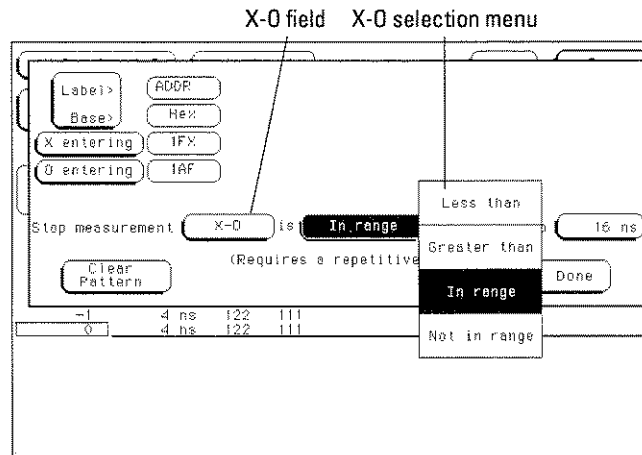 X-O field X-O selection menu
Label> ADDR
Base> Hex
X entering 1FX
O entering 1AF
Less than
Stop measurement X-O is In range 16 ns
Greater than
(Requires a repetitive
Clear Pattern Done
In range
-1 4 ns 122 111
0 4 ns 122 111
Not in range